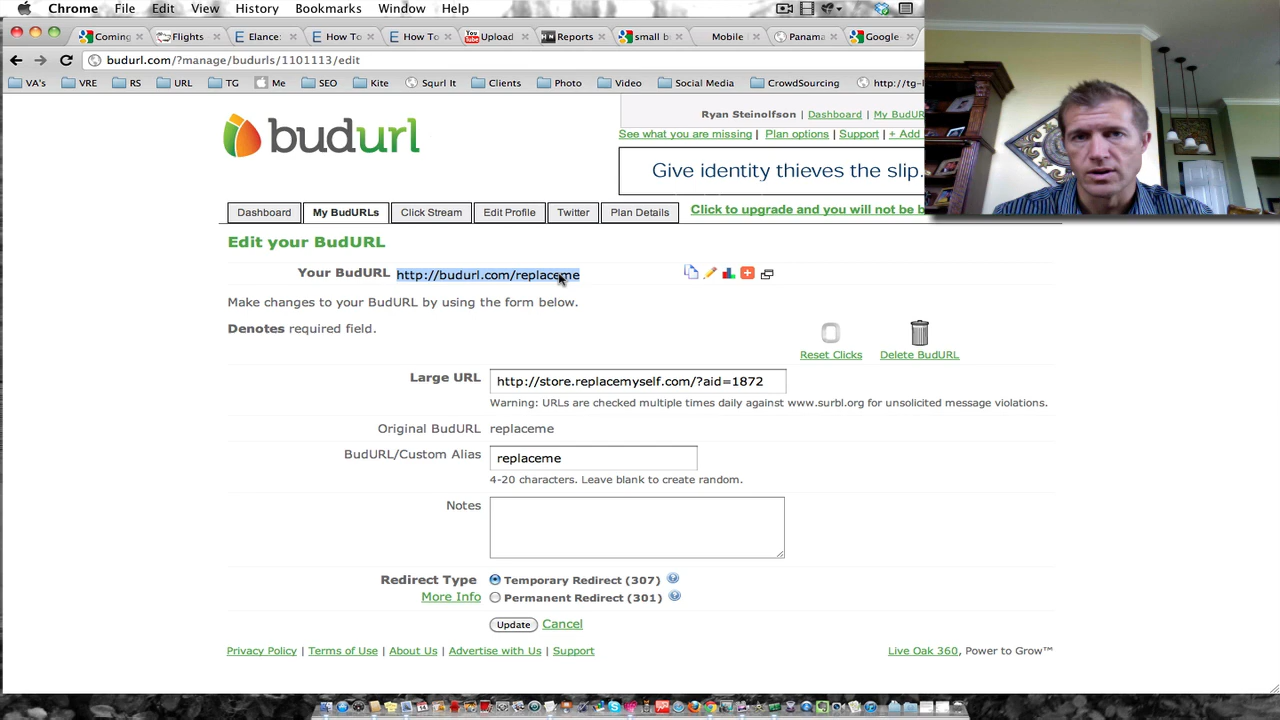 Chrome File Edit View History Bookmarks Window Help
Coming Flights Elance: How To How To Upload Reports small b Mobile Panama Google
budurl.com/?manage/budurls/1101113/edit
VA's VRE RS URL TG Me SEO Kite Squrl It Clients Photo Video Social Media CrowdSourcing http://tg-l
Ryan Steinolfson | Dashboard | My BudUR
budurl
See what you are missing | Plan options | Support | + Add
Give identity thieves the slip.
Dashboard My BudURLs Click Stream Edit Profile Twitter Plan Details Click to upgrade and you will not be b
Edit your BudURL
Your BudURL http://budurl.com/replaceme
Make changes to your BudURL by using the form below.
Denotes required field.
Reset Clicks Delete BudURL
Large URL http://store.replacemyself.com/?aid=1872
Warning: URLs are checked multiple times daily against www.surbl.org for unsolicited message violations.
Original BudURL replaceme
BudURL/Custom Alias replaceme
4-20 characters. Leave blank to create random.
Notes
Redirect Type Temporary Redirect (307)
More Info Permanent Redirect (301)
Update Cancel
Privacy Policy | Terms of Use | About Us | Advertise with Us | Support Live Oak 360, Power to Grow™